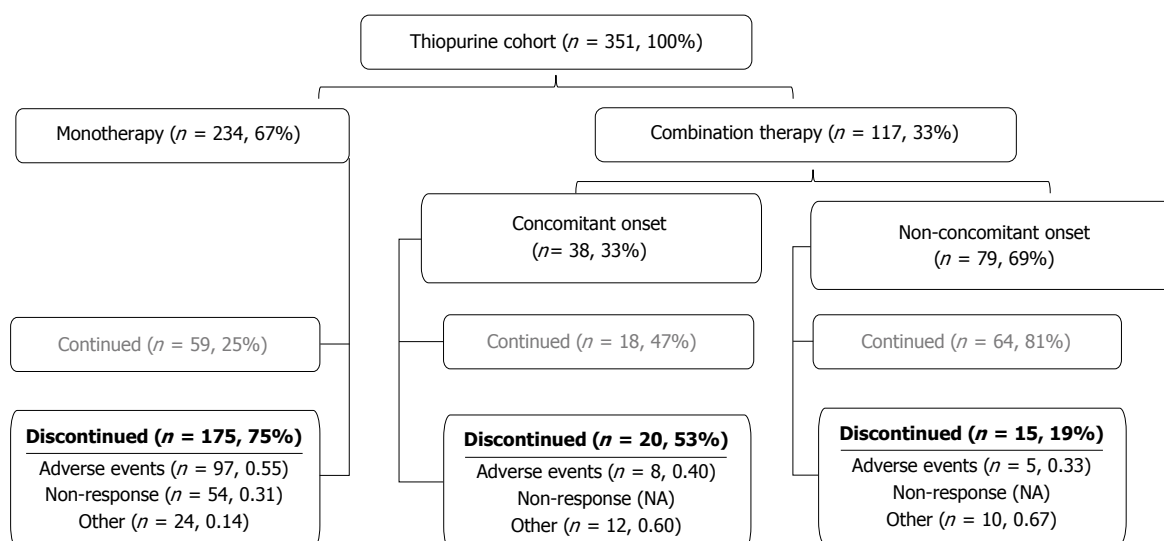 Thiopurine cohort (n = 351, 100%)
Monotherapy (n = 234, 67%)
Combination therapy (n = 117, 33%)
Concomitant onset
(n= 38, 33%)
Non-concomitant onset
(n = 79, 69%)
Continued (n = 59, 25%)
Continued (n = 18, 47%)
Continued (n = 64, 81%)
Discontinued (n = 175, 75%)
Adverse events (n = 97, 0.55)
Non-response (n = 54, 0.31)
Other (n = 24, 0.14)
Discontinued (n = 20, 53%)
Adverse events (n = 8, 0.40)
Non-response (NA)
Other (n = 12, 0.60)
Discontinued (n = 15, 19%)
Adverse events (n = 5, 0.33)
Non-response (NA)
Other (n = 10, 0.67)